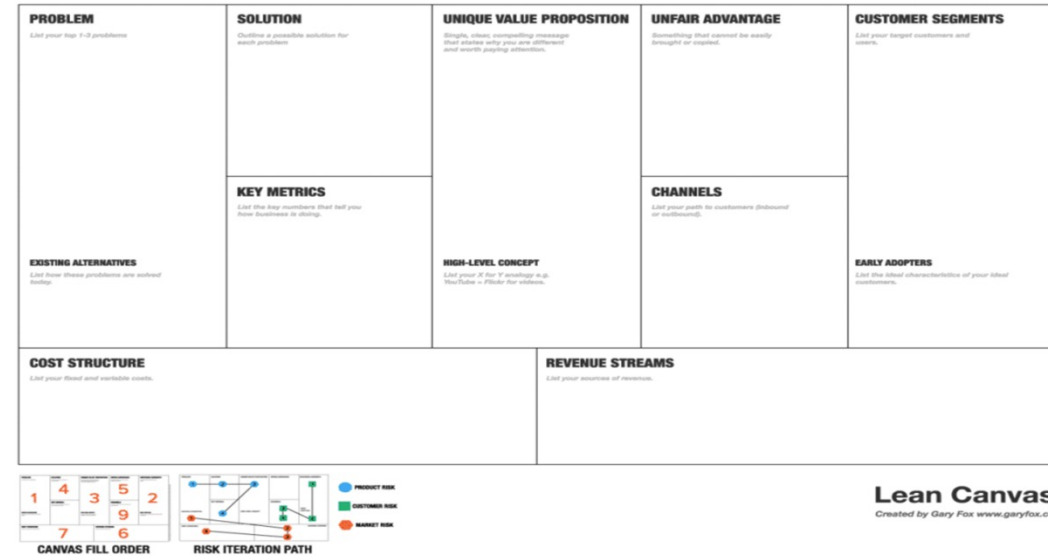 PROBLEM
List your top 1-3 problems
EXISTING ALTERNATIVES
List how these problems are solved
today.
SOLUTION
Outline a possible solution for
each problem
KEY METRICS
List the key numbers that tell you
how business is doing.
UNIQUE VALUE PROPOSITION
Single, clear, compelling message
that states why you are different
and worth paying attention.
HIGH-LEVEL CONCEPT
List your X for Y analogy e.g.
YouTube = Flickr for videos.
UNFAIR ADVANTAGE
Something that cannot be easily
brought or copied.
CHANNELS
List your path to customers (inbound
or outbound).
CUSTOMER SEGMENTS
List your target customers and
users.
EARLY ADOPTERS
List the ideal characteristics of your ideal
customers.
COST STRUCTURE
List your fixed and variable costs.
REVENUE STREAMS
List your sources of revenue.
1 4 3 5 2
9
7 6
CANVAS FILL ORDER
RISK ITERATION PATH
PRODUCT RISK
CUSTOMER RISK
MARKET RISK
Lean Canvas
Created by Gary Fox www.garyfox.c